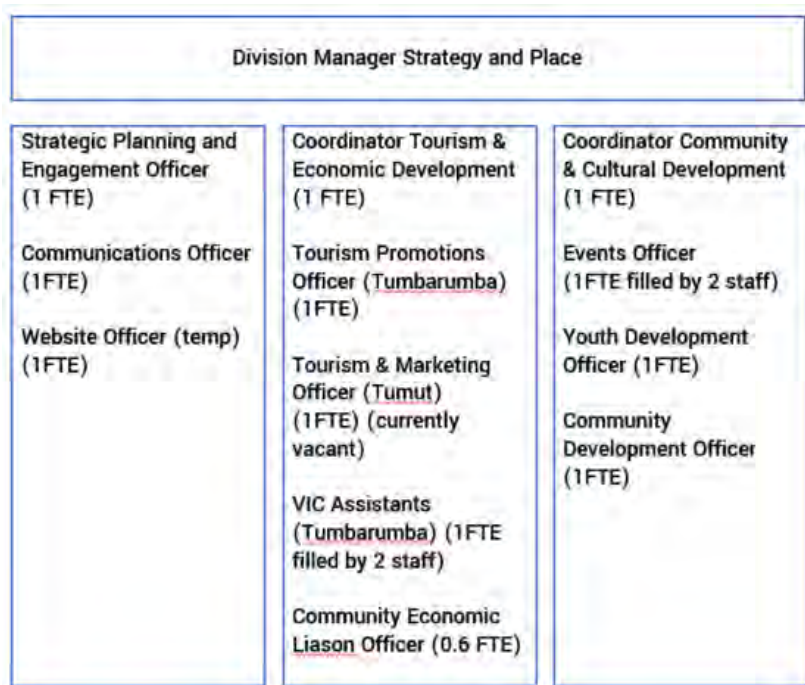 Division Manager Strategy and Place
Strategic Planning and
Engagement Officer
(1 FTE)
Communications Officer
(1FTE)
Website Officer (temp)
(1FTE)
Coordinator Tourism &
Economic Development
(1 FTE)
Tourism Promotions
Officer (Tumbarumba)
(1FTE)
Tourism & Marketing
Officer (Tumut)
(1FTE) (currently
vacant)
VIC Assistants
(Tumbarumba) (1FTE
filled by 2 staff)
Community Economic
Liason Officer (0.6 FTE)
Coordinator Community
& Cultural Development
(1 FTE)
Events Officer
(1FTE filled by 2 staff)
Youth Development
Officer (1FTE)
Community
Development Officer
(1FTE)